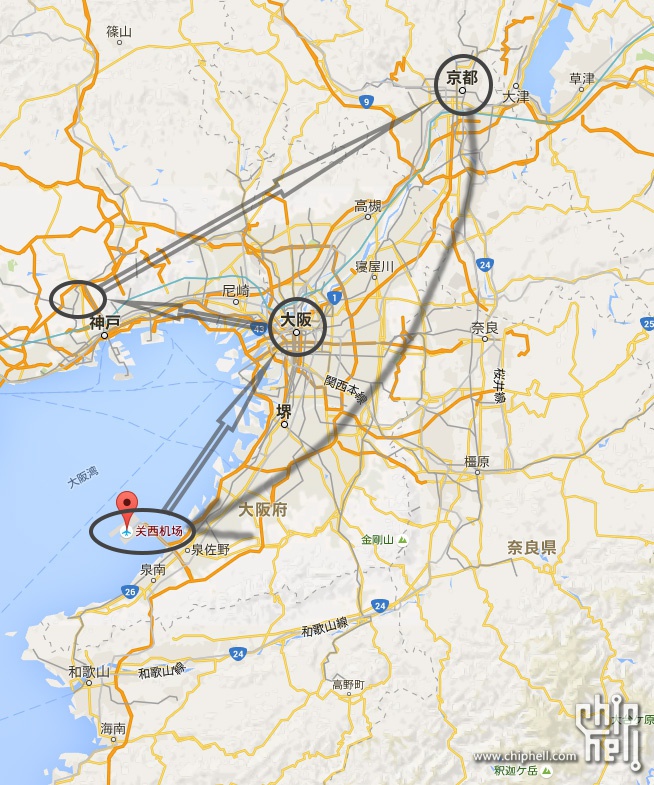 篠山
京都
大津
草津
9
高槻
24
寝屋川
尼崎
1
神戸
43
大阪
奈良
25
関西本線
桜井線
堺
橿原
大阪湾
关西机场
大阪府
泉佐野
金剛山
奈良県
泉南
26
24
和歌山線
24
和歌山
和歌山線
高野町
海南
chip
hell
www.chiphell.com
釈迦ケ岳